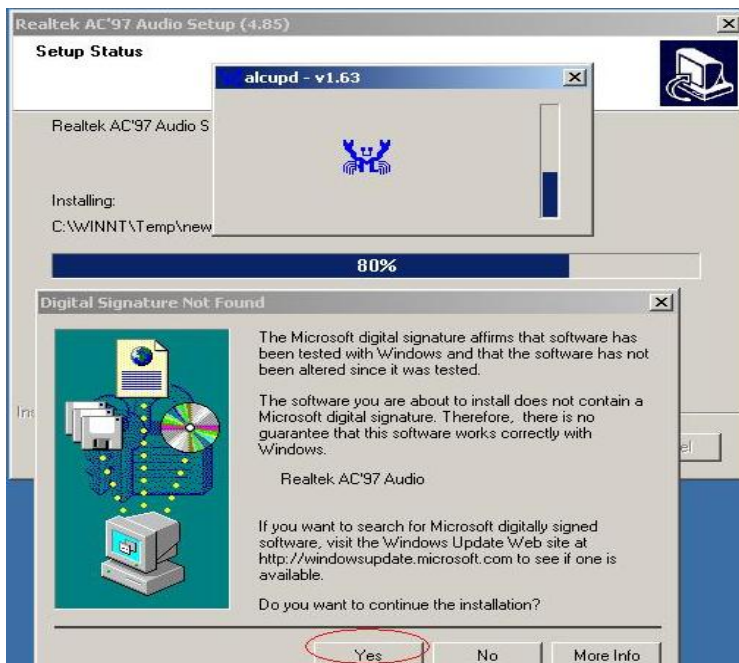 Realtek AC'97 Audio Setup (4.85)
Setup Status
alcupd - v1.63
Realtek AC'97 Audio S
Installing:
C:\WINNT\Temp\new
80%
Digital Signature Not Found
The Microsoft digital signature affirms that software has
been tested with Windows and that the software has not
been altered since it was tested.
The software you are about to install does not contain a
Microsoft digital signature. Therefore, there is no
guarantee that this software works correctly with
Windows.
Realtek AC'97 Audio
If you want to search for Microsoft digitally signed
software, visit the Windows Update Web site at
http://windowsupdate.microsoft.com to see if one is
available.
Do you want to continue the installation?
Yes No More Info